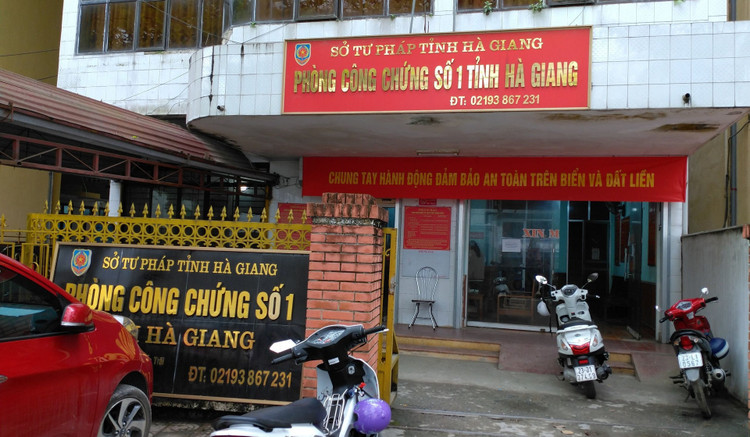 SỞ TƯ PHÁP TỈNH HÀ GIANG
PHÒNG CÔNG CHỨNG SỐ 1 TỈNH HÀ GIANG
ĐT: 02193 867 231
CHUNG TAY HÀNH ĐỘNG ĐẢM BẢO AN TOÀN TRÊN BIỂN VÀ ĐẤT LIỀN
SỞ TƯ PHÁP TỈNH HÀ GIANG
PHÒNG CÔNG CHỨNG SỐ 1
HÀ GIANG
ĐT: 02193 867 231